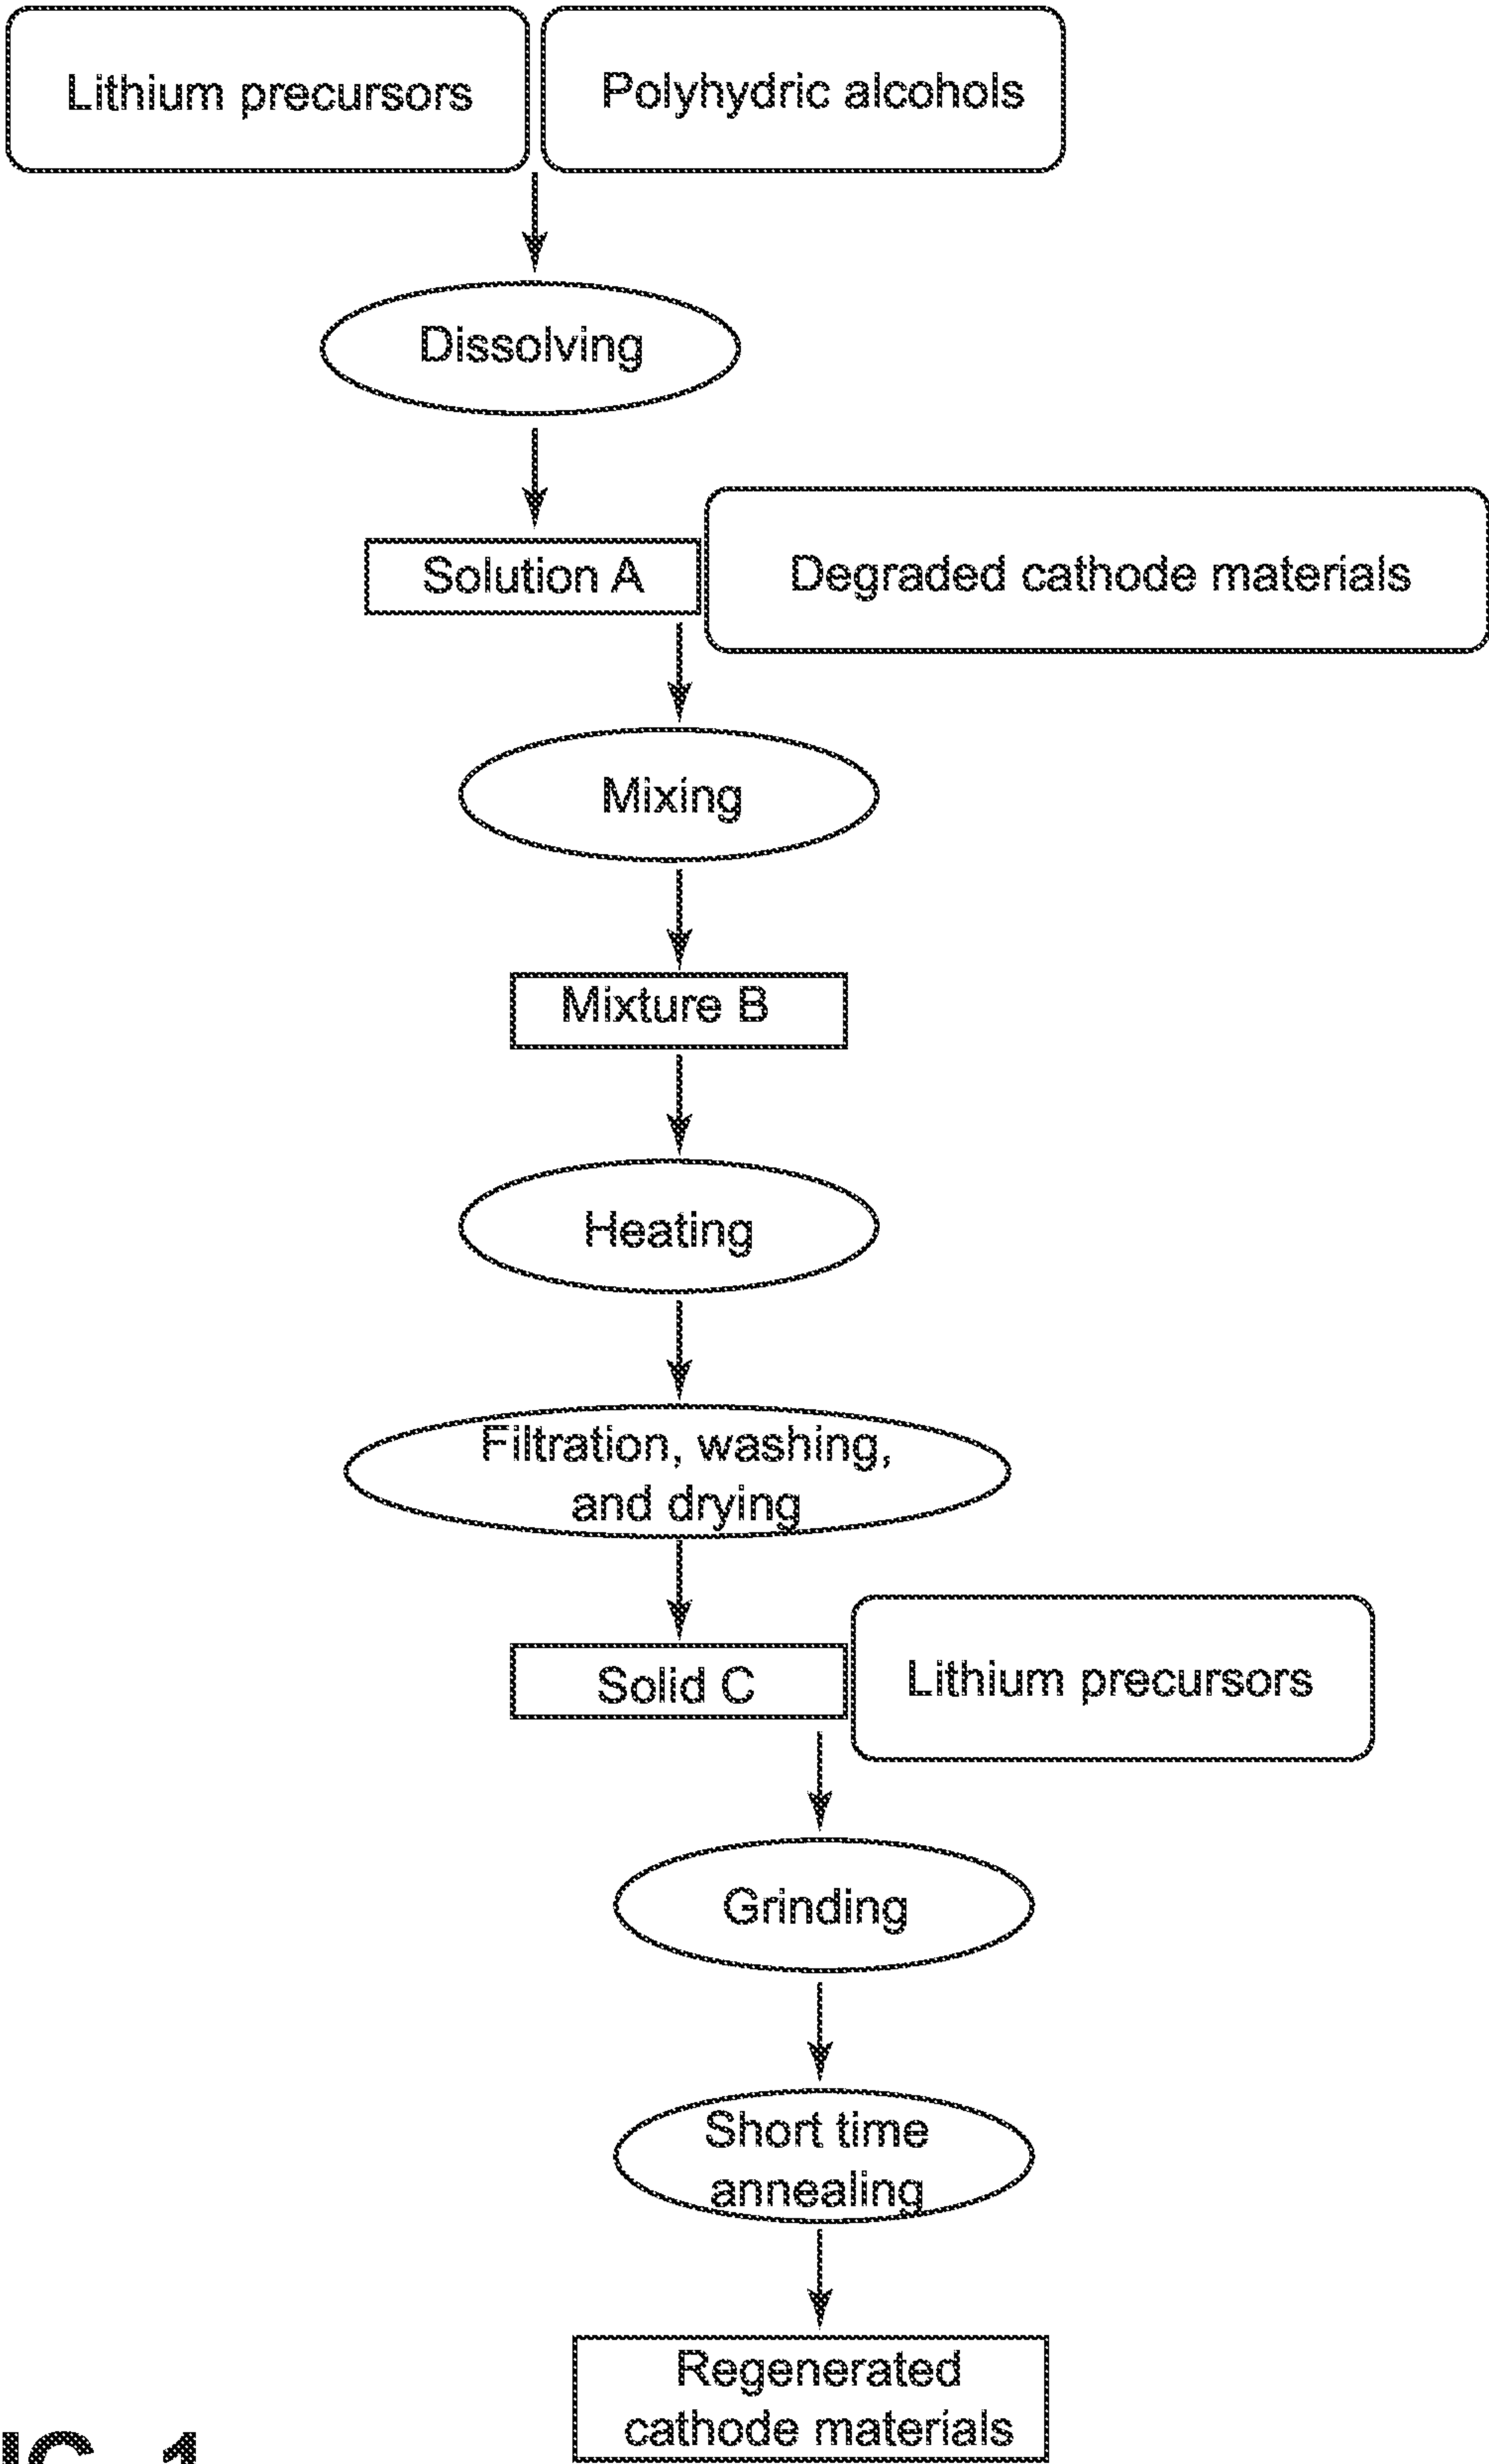 Lithium precursors
Polyhydric alcohols
Dissolving
Solution A
Degraded cathode materials
Mixing
Mixture B
Heating
Filtration, washing,
and drying
Solid C
Lithium precursors
Grinding
Short time
annealing
Regenerated
cathode materials